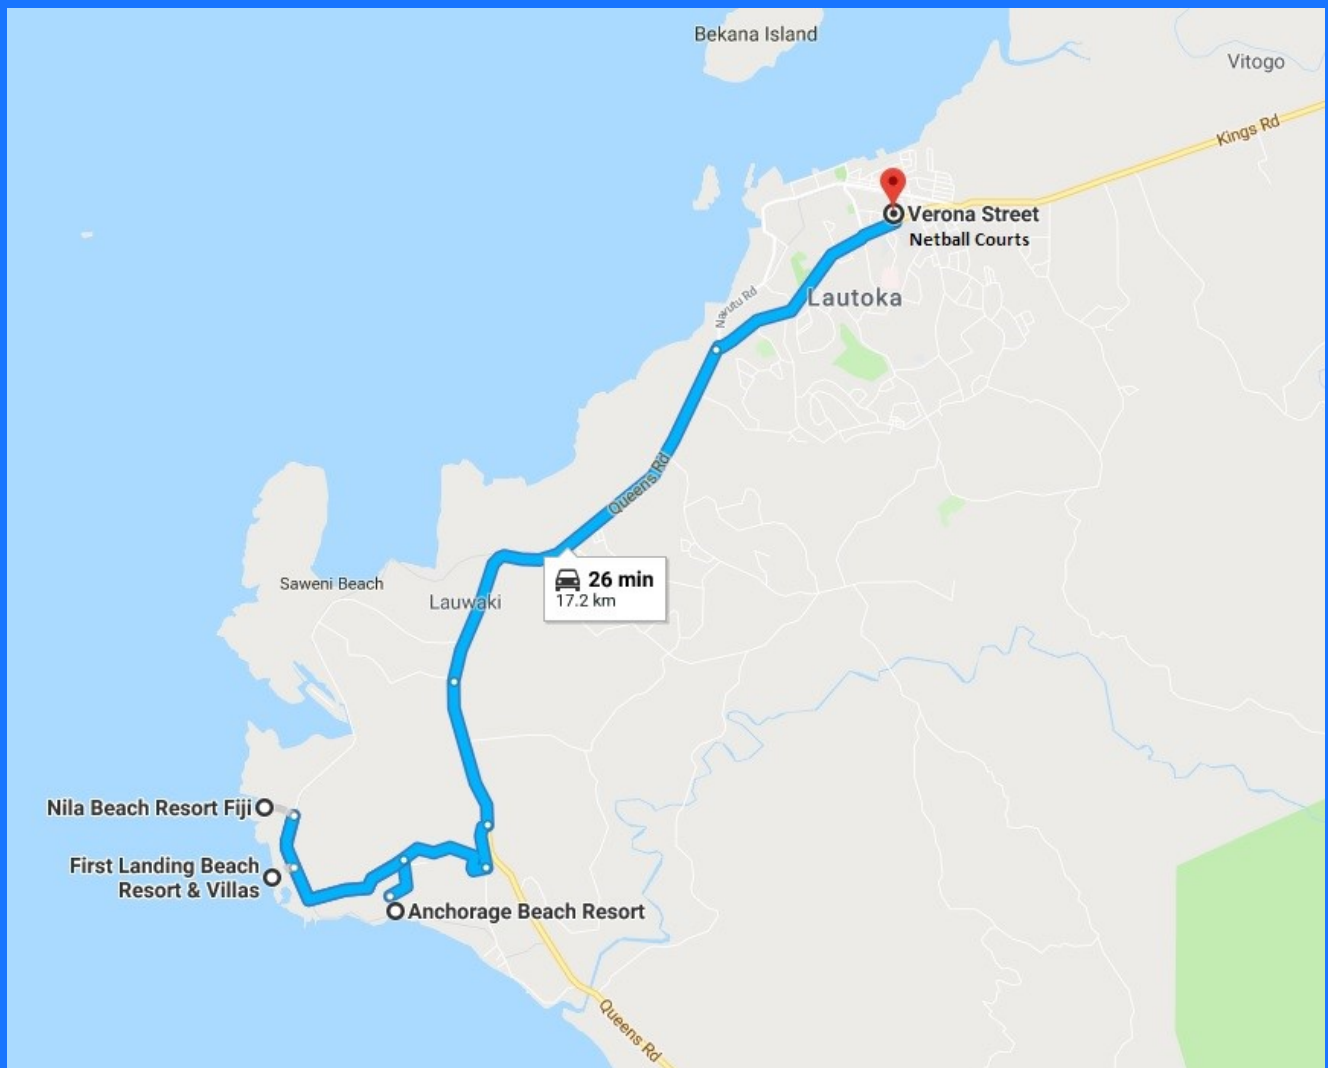 Bekana Island
Vitogo
Kings Rd
Verona Street
Netball Courts
Nakutu Rd
Lautoka
Queens Rd
26 min
17.2 km
Saweni Beach
Lauwaki
Nila Beach Resort Fiji
First Landing Beach
Resort & Villas
Anchorage Beach Resort
Queens Rd